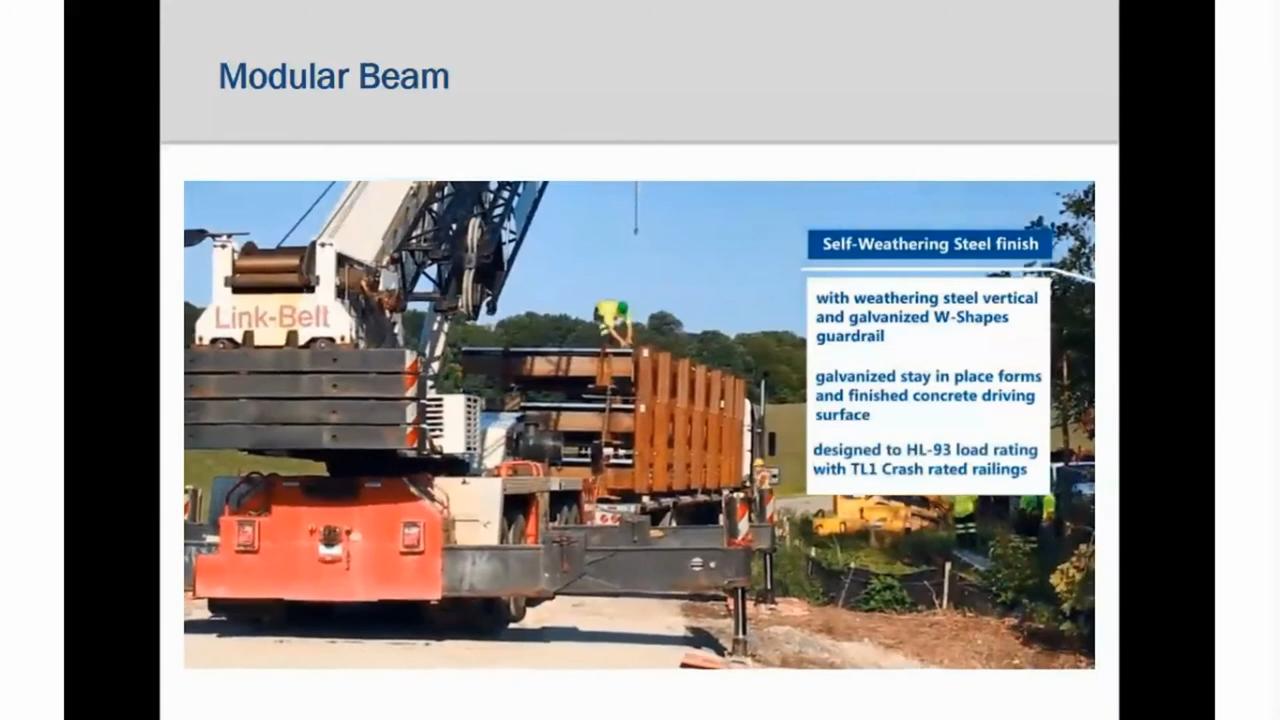 Modular Beam
Link-Belt
Self-Weathering Steel finish
with weathering steel vertical
and galvanized W-Shapes
guardrail
galvanized stay in place forms
and finished concrete driving
surface
designed to HL-93 load rating
with TL1 Crash rated railings